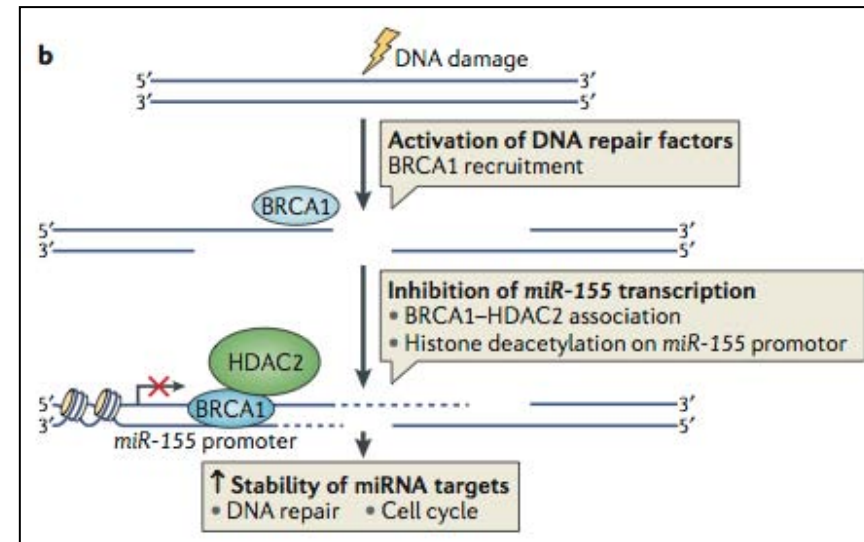 b
DNA damage
5′ 3′
3′ 5′
Activation of DNA repair factors
BRCA1 recruitment
BRCA1
5′ 3′
3′ 5′
Inhibition of miR-155 transcription
• BRCA1–HDAC2 association
• Histone deacetylation on miR-155 promotor
HDAC2
BRCA1
5′ 3′
3′ 5′
miR-155 promoter
↑ Stability of miRNA targets
• DNA repair • Cell cycle